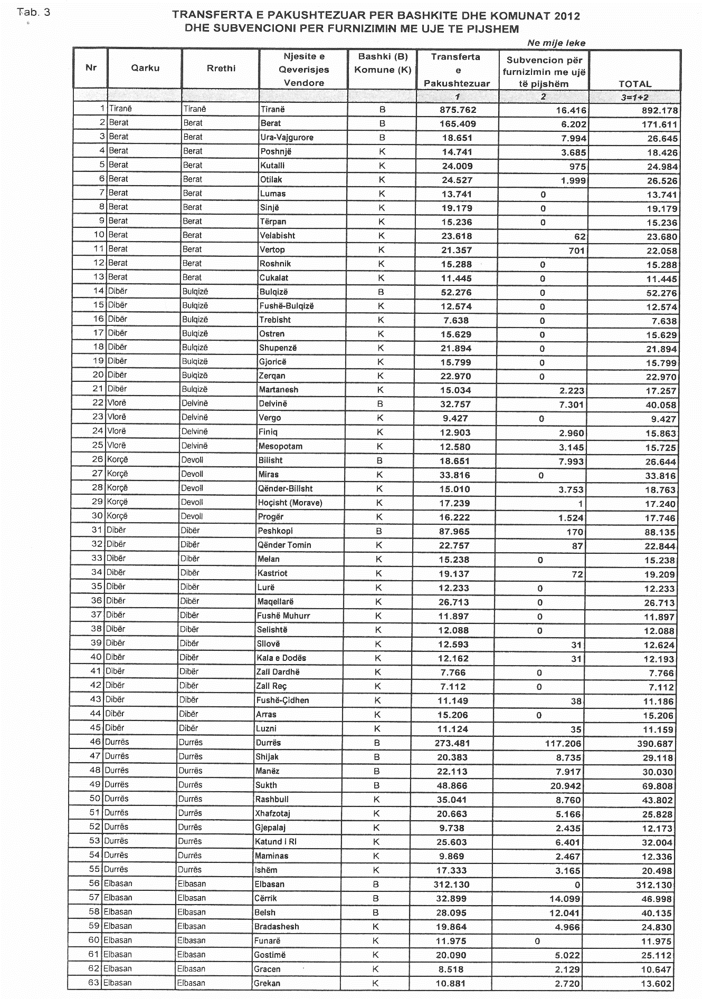 Tab. 3
TRANSFERTA E PAKUSHTEZUAR PER BASHKITE DHE KOMUNAT 2012
DHE SUBVENCIONI PER FURNIZIMIN ME UJE TE PIJSHEM
Ne mije leke
Nr Qarku Rrethi Njesite e Qeverisjes Vendore Bashki (B) Komune (K) Transferta e Pakushtezuar Subvencion për furnizimin me ujë të pijshëm TOTAL
1 2 3=1+2
1 Tiranë Tiranë Tiranë B 875.762 16.416 892.178
2 Berat Berat Berat B 165.409 6.202 171.611
3 Berat Berat Ura-Vajgurore B 18.651 7.994 26.645
4 Berat Berat Poshnjë K 14.741 3.685 18.426
5 Berat Berat Kutalli K 24.009 975 24.984
6 Berat Berat Otllak K 24.527 1.999 26.526
7 Berat Berat Lumas K 13.741 0 13.741
8 Berat Berat Sinjë K 19.179 0 19.179
9 Berat Berat Tërpan K 15.236 0 15.236
10 Berat Berat Velabisht K 23.618 62 23.680
11 Berat Berat Vertop K 21.357 701 22.058
12 Berat Berat Roshnik K 15.288 0 15.288
13 Berat Berat Cukalat K 11.445 0 11.445
14 Dibër Bulqizë Bulqizë B 52.276 0 52.276
15 Dibër Bulqizë Fushë-Bulqizë K 12.574 0 12.574
16 Dibër Bulqizë Trebisht K 7.638 0 7.638
17 Dibër Bulqizë Ostren K 15.629 0 15.629
18 Dibër Bulqizë Shupenzë K 21.894 0 21.894
19 Dibër Bulqizë Gjoricë K 15.799 0 15.799
20 Dibër Bulqizë Zerqan K 22.970 0 22.970
21 Dibër Bulqizë Martanesh K 15.034 2.223 17.257
22 Vlorë Delvinë Delvinë B 32.757 7.301 40.058
23 Vlorë Delvinë Vergo K 9.427 0 9.427
24 Vlorë Delvinë Finiq K 12.903 2.960 15.863
25 Vlorë Delvinë Mesopotam K 12.580 3.145 15.725
26 Korçë Devoll Bilisht B 18.651 7.993 26.644
27 Korçë Devoll Miras K 33.816 0 33.816
28 Korçë Devoll Qënder-Bilisht K 15.010 3.753 18.763
29 Korçë Devoll Hoçisht (Morave) K 17.239 1 17.240
30 Korçë Devoll Progër K 16.222 1.524 17.746
31 Dibër Dibër Peshkopi B 87.965 170 88.135
32 Dibër Dibër Qënder Tomin K 22.757 87 22.844
33 Dibër Dibër Melan K 15.238 0 15.238
34 Dibër Dibër Kastriot K 19.137 72 19.209
35 Dibër Dibër Lurë K 12.233 0 12.233
36 Dibër Dibër Maqellarë K 26.713 0 26.713
37 Dibër Dibër Fushë Muhurr K 11.897 0 11.897
38 Dibër Dibër Selishtë K 12.088 0 12.088
39 Dibër Dibër Sllovë K 12.593 31 12.624
40 Dibër Dibër Kala e Dodës K 12.162 31 12.193
41 Dibër Dibër Zall Dardhë K 7.766 0 7.766
42 Dibër Dibër Zall Reç K 7.112 0 7.112
43 Dibër Dibër Fushë-Çidhen K 11.149 38 11.186
44 Dibër Dibër Arras K 15.206 0 15.206
45 Dibër Dibër Luzni K 11.124 35 11.159
46 Durrës Durrës Durrës B 273.481 117.206 390.687
47 Durrës Durrës Shijak B 20.383 8.735 29.118
48 Durrës Durrës Manëz B 22.113 7.917 30.030
49 Durrës Durrës Sukth B 48.866 20.942 69.808
50 Durrës Durrës Rashbull K 35.041 8.760 43.802
51 Durrës Durrës Xhafzotaj K 20.663 5.166 25.828
52 Durrës Durrës Gjepalaj K 9.738 2.435 12.173
53 Durrës Durrës Katund i RI K 25.603 6.401 32.004
54 Durrës Durrës Maminas K 9.869 2.467 12.336
55 Durrës Durrës Ishëm K 17.333 3.165 20.498
56 Elbasan Elbasan Elbasan B 312.130 0 312.130
57 Elbasan Elbasan Cërrik B 32.899 14.099 46.998
58 Elbasan Elbasan Belsh B 28.095 12.041 40.135
59 Elbasan Elbasan Bradashesh K 19.864 4.966 24.830
60 Elbasan Elbasan Funarë K 11.975 0 11.975
61 Elbasan Elbasan Gostimë K 20.090 5.022 25.112
62 Elbasan Elbasan Gracen K 8.518 2.129 10.647
63 Elbasan Elbasan Grekan K 10.881 2.720 13.602